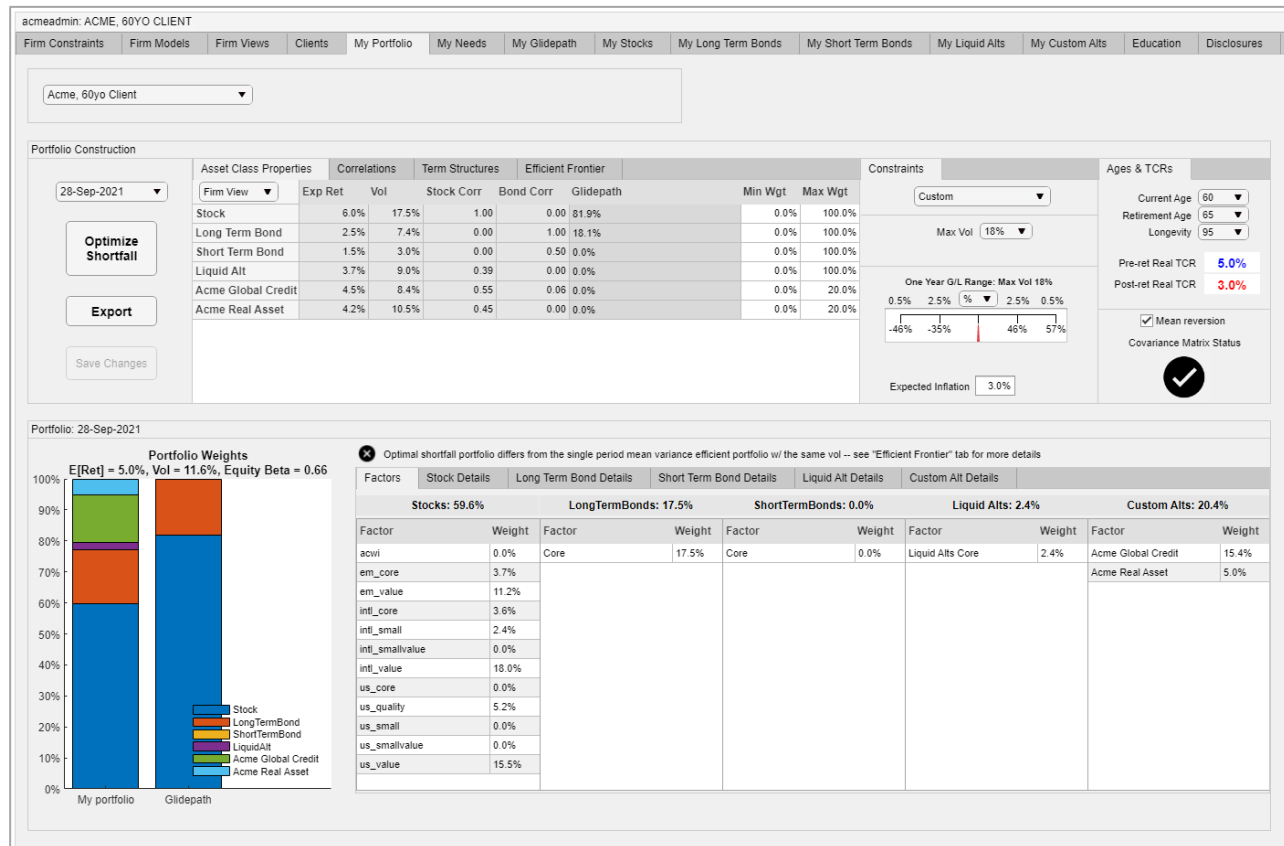 acmeadmin: ACME, 60YO CLIENT
Firm Constraints Firm Models Firm Views Clients My Portfolio My Needs My Glidepath My Stocks My Long Term Bonds My Short Term Bonds My Liquid Alts My Custom Alts Education Disclosures
Acme, 60yo Client
Portfolio Construction
28-Sep-2021
Optimize
Shortfall
Export
Save Changes
Asset Class Properties Correlations Term Structures Efficient Frontier
Firm View Exp Ret Vol Stock Corr Bond Corr Glidepath Min Wgt Max Wgt
Stock 6.0% 17.5% 1.00 0.00 81.9% 0.0% 100.0%
Long Term Bond 2.5% 7.4% 0.00 1.00 18.1% 0.0% 100.0%
Short Term Bond 1.5% 3.0% 0.00 0.50 0.0% 0.0% 100.0%
Liquid Alt 3.7% 9.0% 0.39 0.00 0.0% 0.0% 100.0%
Acme Global Credit 4.5% 8.4% 0.55 0.06 0.0% 0.0% 20.0%
Acme Real Asset 4.2% 10.5% 0.45 0.00 0.0% 0.0% 20.0%
Constraints
Custom
Max Vol 18%
One Year G/L Range: Max Vol 18%
0.5% 2.5% % 2.5% 0.5%
-46% -35% 46% 57%
Expected Inflation 3.0%
Ages & TCRs
Current Age 60
Retirement Age 65
Longevity 95
Pre-ret Real TCR 5.0%
Post-ret Real TCR 3.0%
Mean reversion
Covariance Matrix Status
Portfolio: 28-Sep-2021
Portfolio Weights
E[Ret] = 5.0%, Vol = 11.6%, Equity Beta = 0.66
100%
90%
80%
70%
60%
50%
40%
30%
20%
10%
0%
Stock
LongTermBond
ShortTermBond
LiquidAlt
Acme Global Credit
Acme Real Asset
My portfolio Glidepath
Optimal shortfall portfolio differs from the single period mean variance efficient portfolio w/ the same vol -- see "Efficient Frontier" tab for more details
Factors Stock Details Long Term Bond Details Short Term Bond Details Liquid Alt Details Custom Alt Details
Stocks: 59.6% LongTermBonds: 17.5% ShortTermBonds: 0.0% Liquid Alts: 2.4% Custom Alts: 20.4%
Factor Weight Factor Weight Factor Weight Factor Weight Factor Weight
acwi 0.0% Core 17.5% Core 0.0% Liquid Alts Core 2.4% Acme Global Credit 15.4%
em_core 3.7% Acme Real Asset 5.0%
em_value 11.2%
intl_core 3.6%
intl_small 2.4%
intl_smallvalue 0.0%
intl_value 18.0%
us_core 0.0%
us_quality 5.2%
us_small 0.0%
us_smallvalue 0.0%
us_value 15.5%